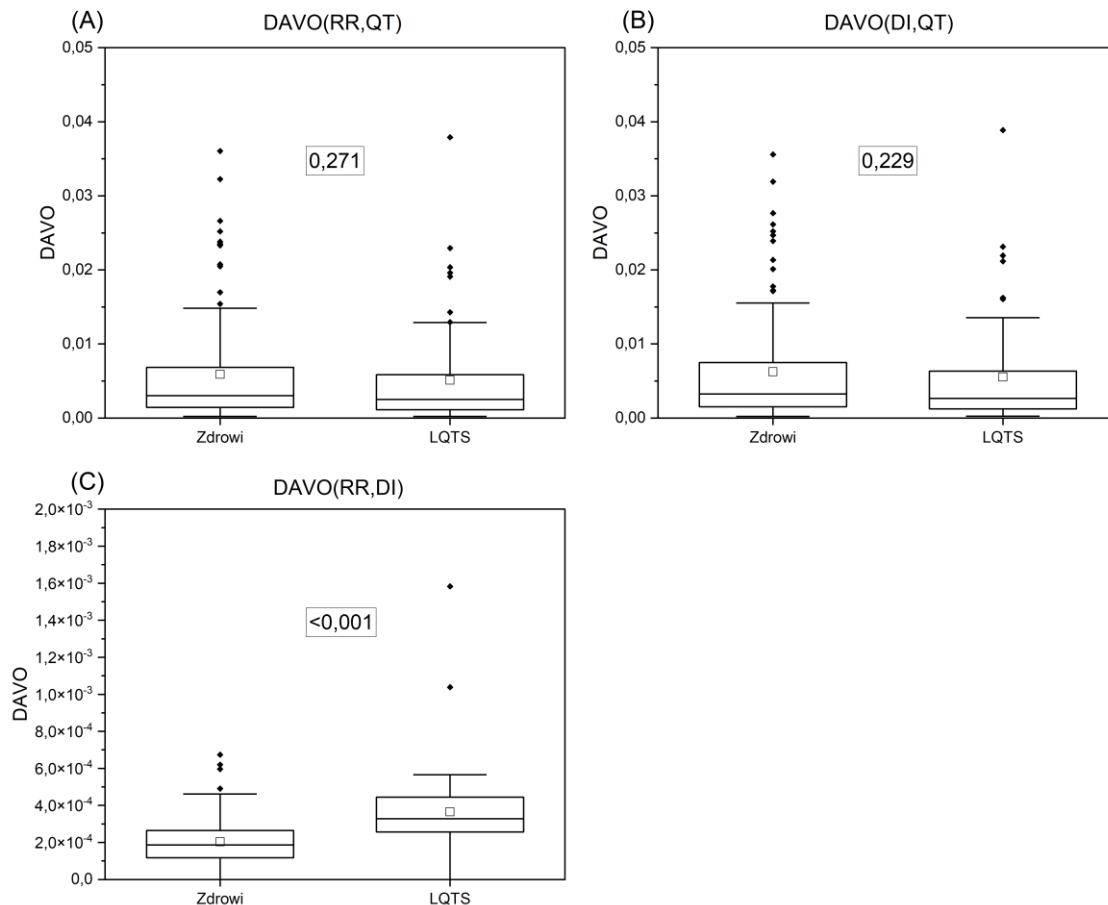 (A)
DAVO(RR,QT)
0,05
0,04
0,03
0,02
0,01
0,00
DAVO
0,271
Zdrowi
LQTS
(B)
DAVO(DI,QT)
0,05
0,04
0,03
0,02
0,01
0,00
DAVO
0,229
Zdrowi
LQTS
(C)
DAVO(RR,DI)
2,0×10⁻³
1,8×10⁻³
1,6×10⁻³
1,4×10⁻³
1,2×10⁻³
1,0×10⁻³
8,0×10⁻⁴
6,0×10⁻⁴
4,0×10⁻⁴
2,0×10⁻⁴
0,0
DAVO
<0,001
Zdrowi
LQTS